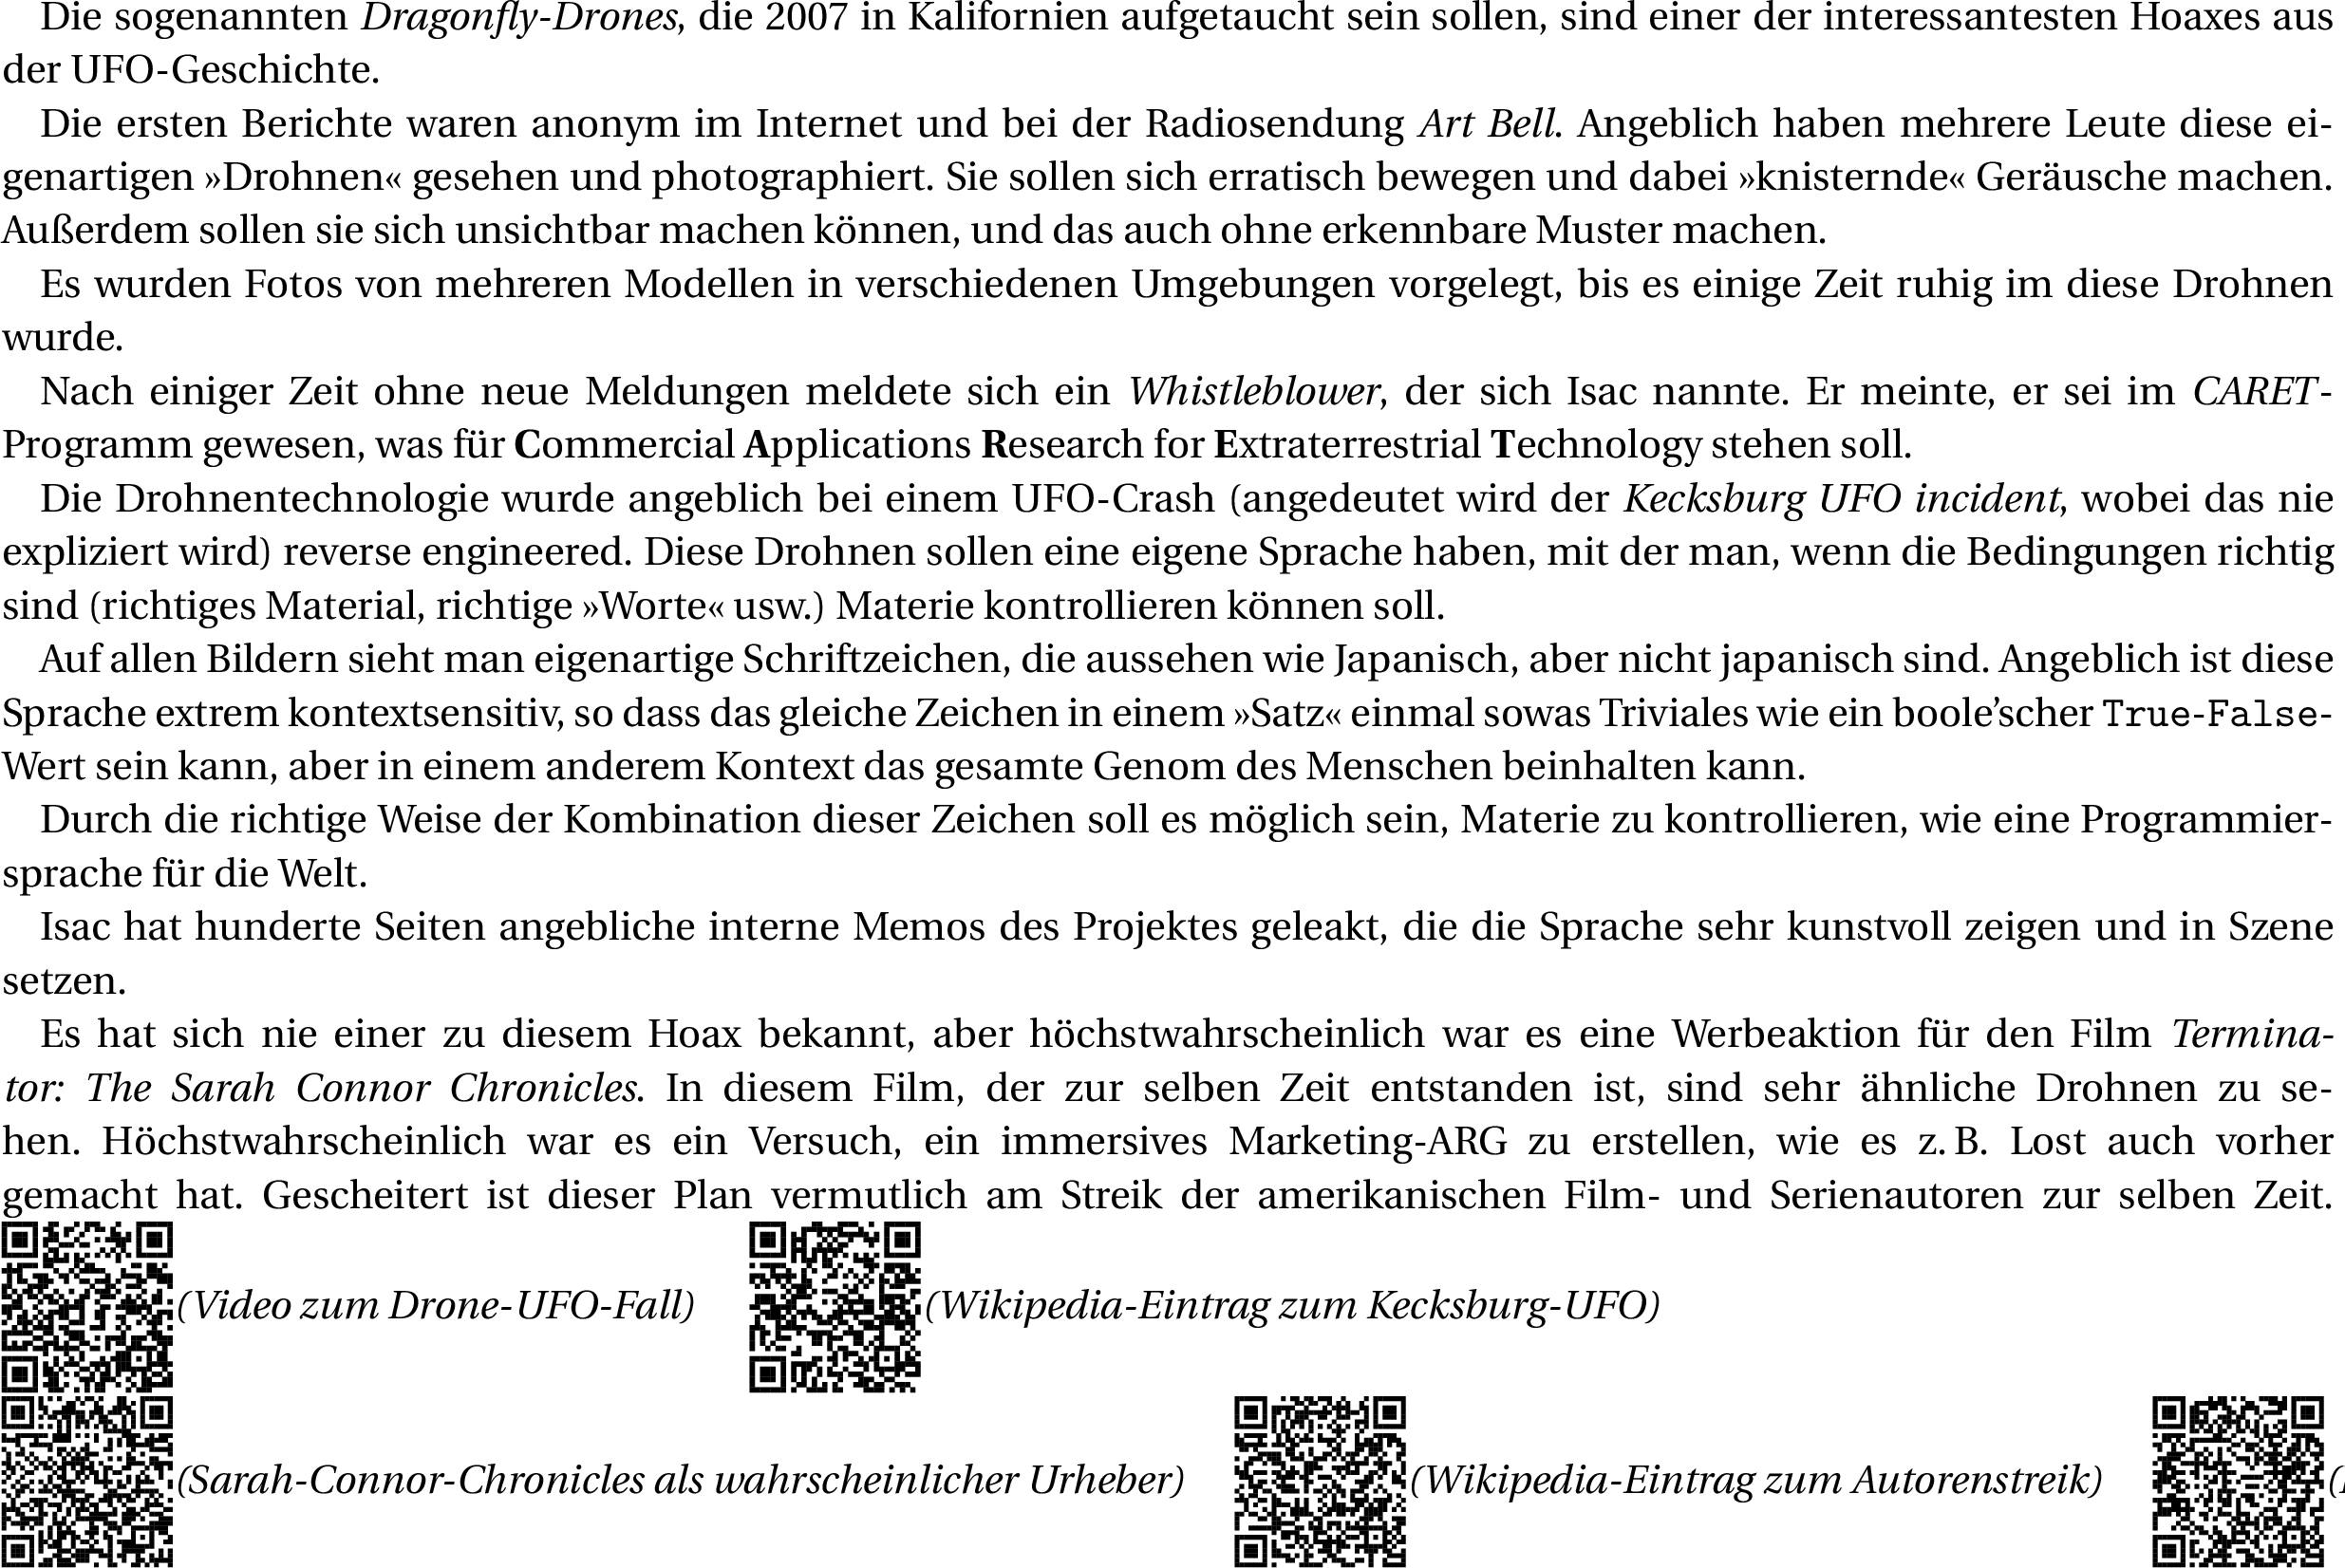 Die sogenannten Dragonfly-Drones, die 2007 in Kalifornien aufgetaucht sein sollen, sind einer der interessantesten Hoaxes aus
der UFO-Geschichte.
Die ersten Berichte waren anonym im Internet und bei der Radiosendung Art Bell. Angeblich haben mehrere Leute diese ei-
genartigen »Drohnen« gesehen und photographiert. Sie sollen sich erratisch bewegen und dabei »knisternde« Geräusche machen.
Außerdem sollen sie sich unsichtbar machen können, und das auch ohne erkennbare Muster machen.
Es wurden Fotos von mehreren Modellen in verschiedenen Umgebungen vorgelegt, bis es einige Zeit ruhig im diese Drohnen
wurde.
Nach einiger Zeit ohne neue Meldungen meldete sich ein Whistleblower, der sich Isac nannte. Er meinte, er sei im CARET-
Programm gewesen, was für Commercial Applications Research for Extraterrestrial Technology stehen soll.
Die Drohnentechnologie wurde angeblich bei einem UFO-Crash (angedeutet wird der Kecksburg UFO incident, wobei das nie
expliziert wird) reverse engineered. Diese Drohnen sollen eine eigene Sprache haben, mit der man, wenn die Bedingungen richtig
sind (richtiges Material, richtige »Worte« usw.) Materie kontrollieren können soll.
Auf allen Bildern sieht man eigenartige Schriftzeichen, die aussehen wie Japanisch, aber nicht japanisch sind. Angeblich ist diese
Sprache extrem kontextsensitiv, so dass das gleiche Zeichen in einem »Satz« einmal sowas Triviales wie ein boole’scher True-False-
Wert sein kann, aber in einem anderem Kontext das gesamte Genom des Menschen beinhalten kann.
Durch die richtige Weise der Kombination dieser Zeichen soll es möglich sein, Materie zu kontrollieren, wie eine Programmier-
sprache für die Welt.
Isac hat hunderte Seiten angebliche interne Memos des Projektes geleakt, die die Sprache sehr kunstvoll zeigen und in Szene
setzen.
Es hat sich nie einer zu diesem Hoax bekannt, aber höchstwahrscheinlich war es eine Werbeaktion für den Film Termina-
tor: The Sarah Connor Chronicles. In diesem Film, der zur selben Zeit entstanden ist, sind sehr ähnliche Drohnen zu se-
hen. Höchstwahrscheinlich war es ein Versuch, ein immersives Marketing-ARG zu erstellen, wie es z. B. Lost auch vorher
gemacht hat. Gescheitert ist dieser Plan vermutlich am Streik der amerikanischen Film- und Serienautoren zur selben Zeit.
(Video zum Drone-UFO-Fall) (Wikipedia-Eintrag zum Kecksburg-UFO)
(Sarah-Connor-Chronicles als wahrscheinlicher Urheber) (Wikipedia-Eintrag zum Autorenstreik)